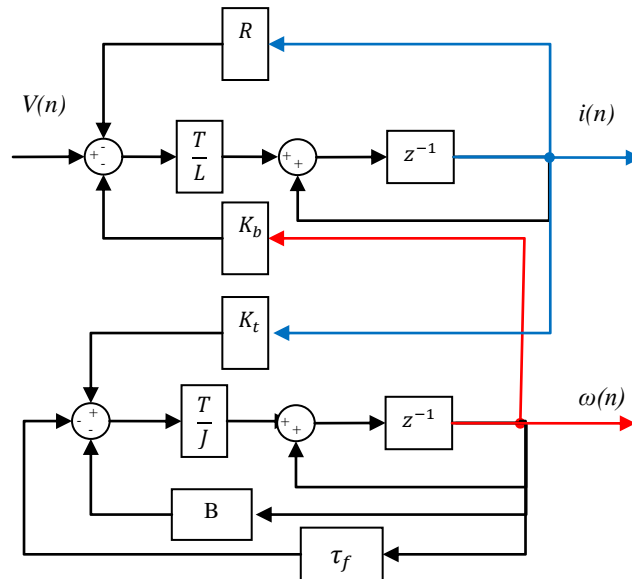 R
V(n)
i(n)
-
+
-
T
L
+
+
z⁻¹
K_b
K_t
ω(n)
+
-
-
T
J
+
+
z⁻¹
B
τ_f